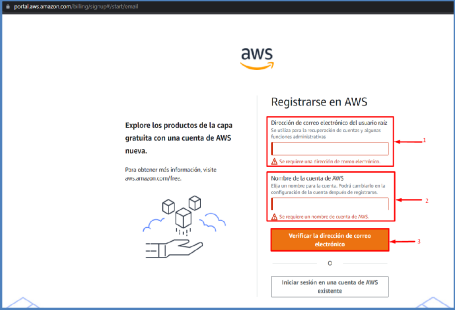 portal.aws.amazon.com/billing/signup#/start/email
aws
Explore los productos de la capa
gratuita con una cuenta de AWS
nueva.
Para obtener más información, visite
aws.amazon.com/free.
Registrarse en AWS
Dirección de correo electrónico del usuario raíz
Se utiliza para la recuperación de cuentas y algunas
funciones administrativas
Se requiere una dirección de correo electrónico.
1
Nombre de la cuenta de AWS
Elija un nombre para la cuenta. Podrá cambiarlo en la
configuración de la cuenta después de registrarse.
Se requiere un nombre de cuenta de AWS.
2
Verificar la dirección de correo
electrónico
3
O
Iniciar sesión en una cuenta de AWS
existente